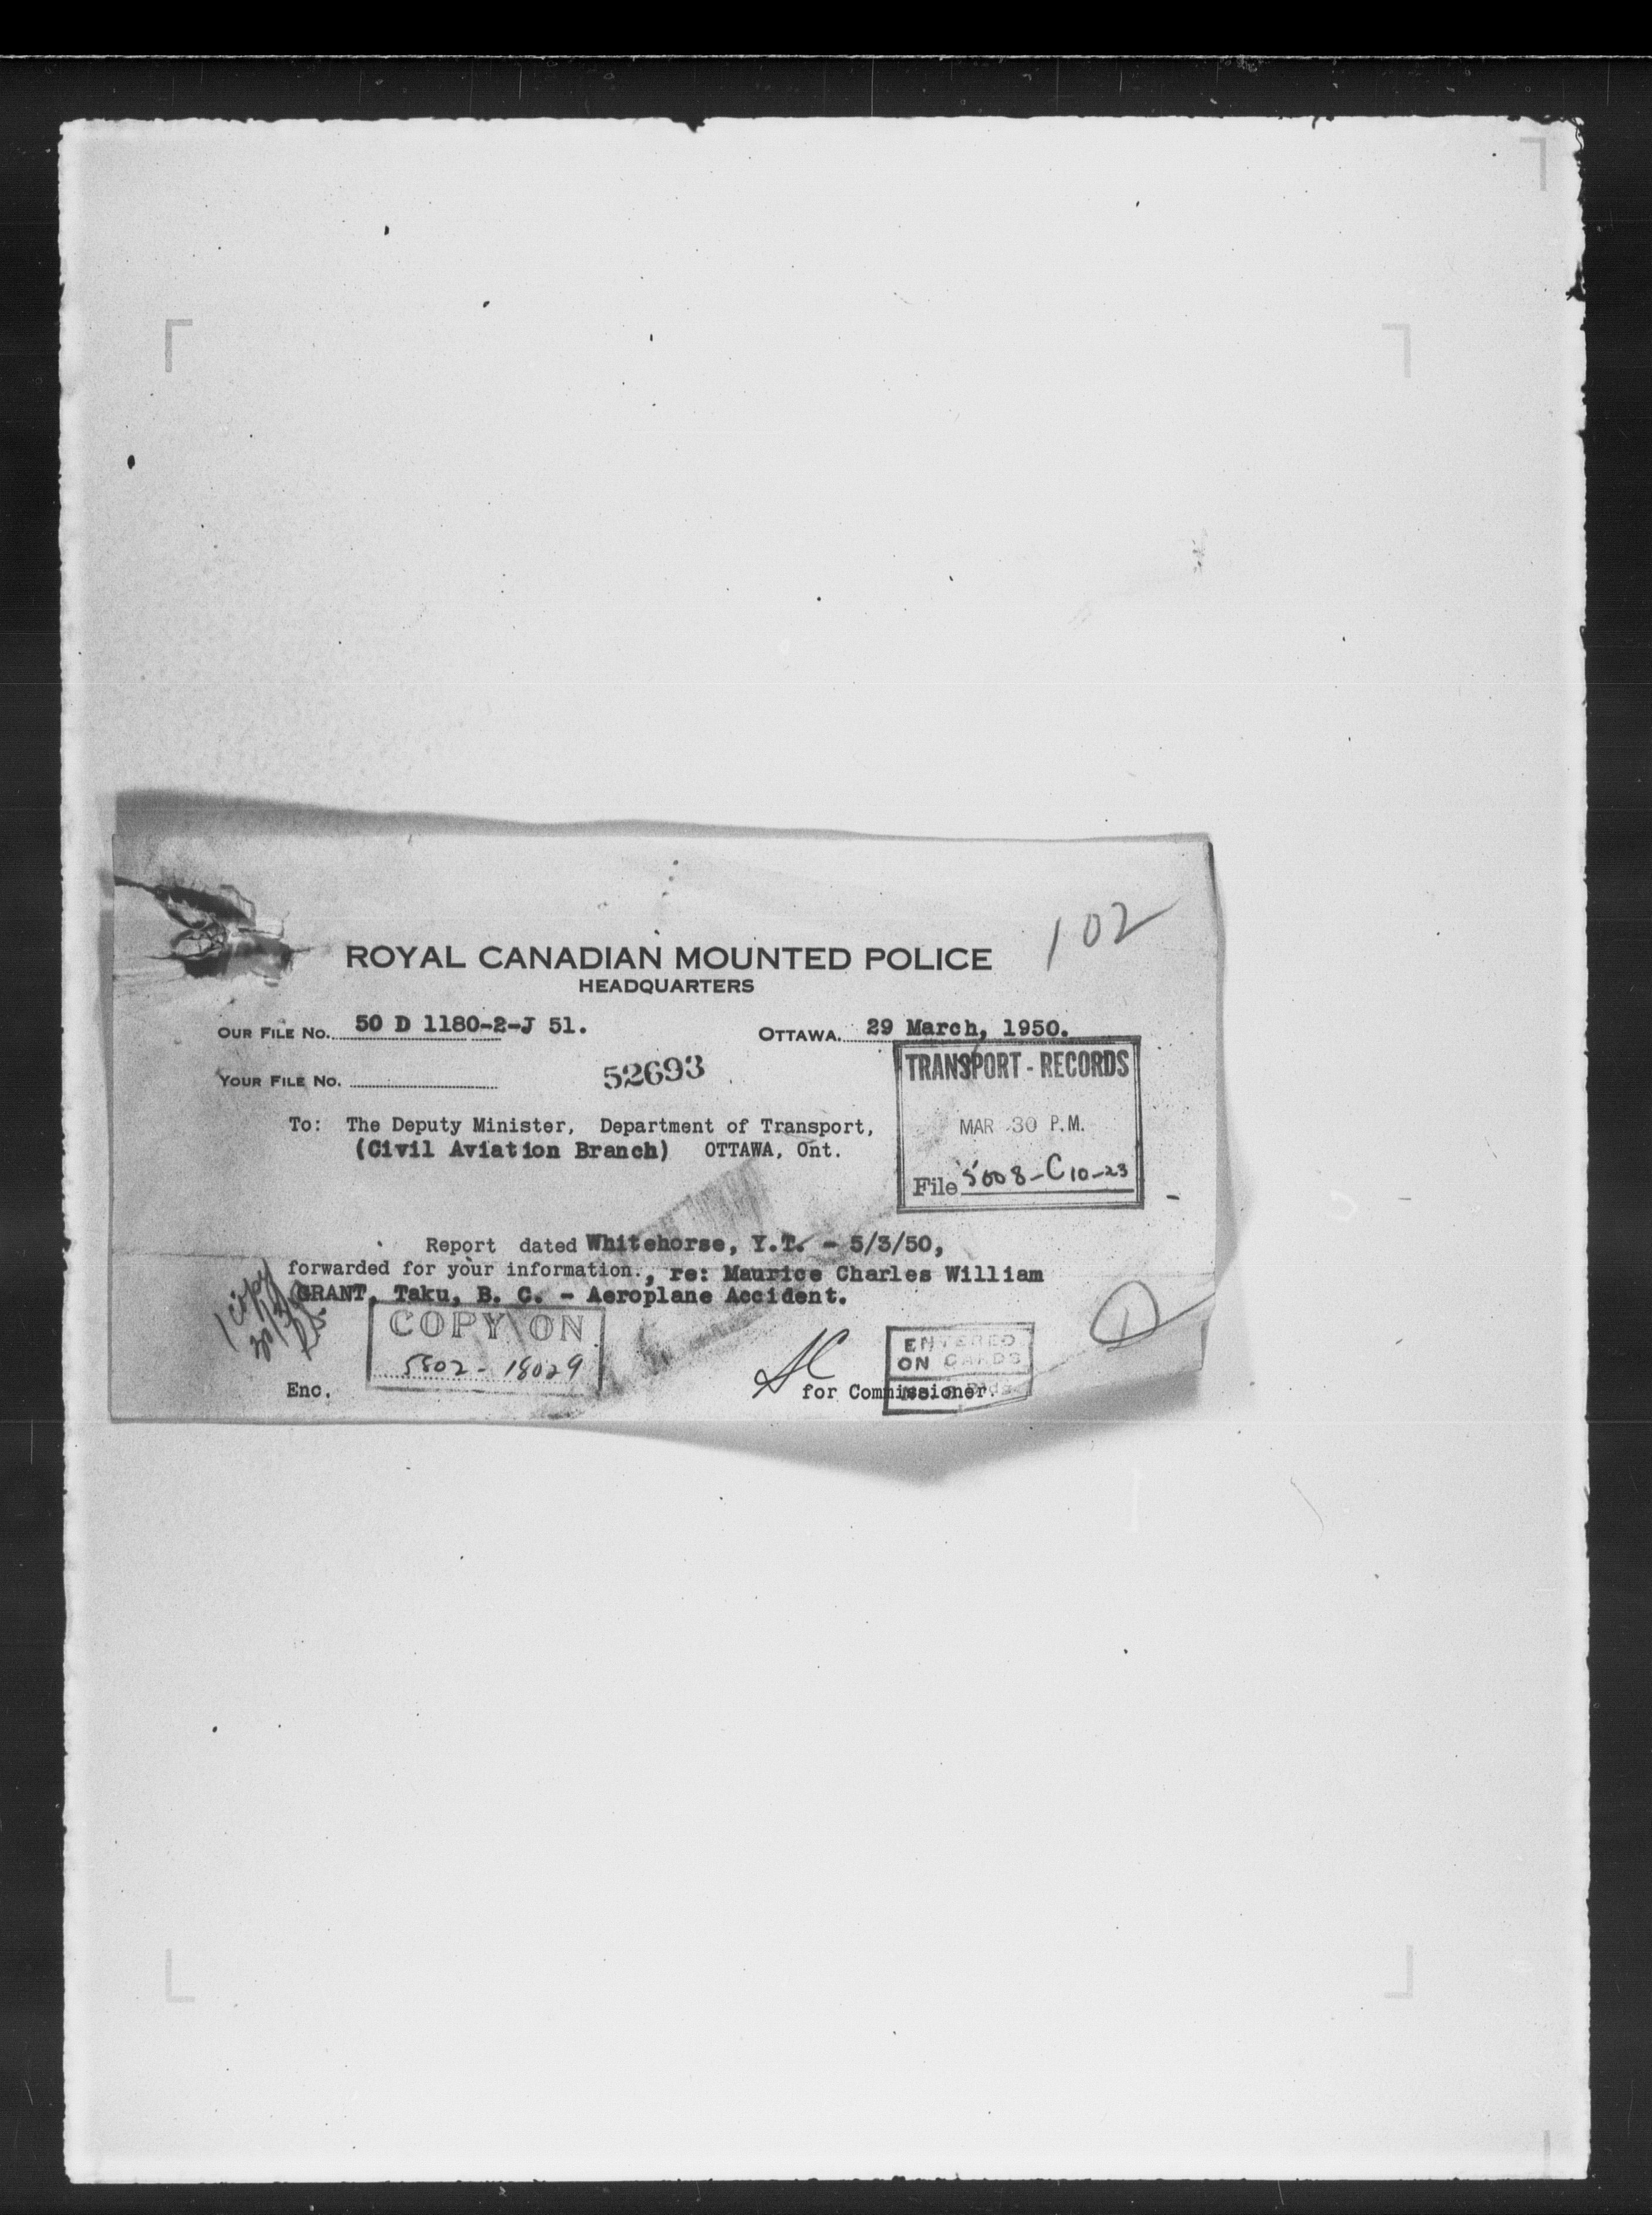 102
ROYAL CANADIAN MOUNTED POLICE
HEADQUARTERS
OUR FILE NO. 50 D 1180-2-J 51.
OTTAWA. 29 March, 1950.
YOUR FILE NO.
52693
TRANSPORT - RECORDS
MAR 30 P.M.
File 5008-C10-23
To: The Deputy Minister, Department of Transport,
(Civil Aviation Branch) OTTAWA, Ont.
Report dated Whitehorse, Y.T. - 5/3/50,
forwarded for your information., re: Maurice Charles William
GRANT, Taku, B. C. - Aeroplane Accident.
1 copy
COPY ON
5802-18029
ENTERED
ON CARDS
Enc.
for Commissioner.